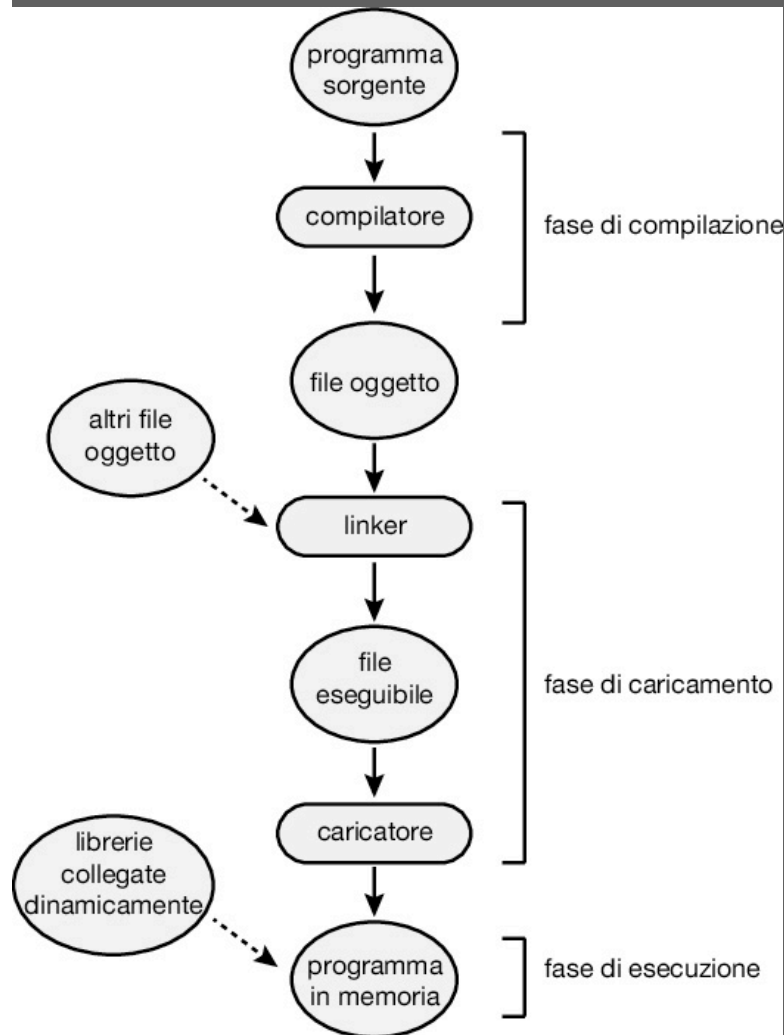 programma
sorgente
compilatore
fase di compilazione
file oggetto
altri file
oggetto
linker
file
eseguibile
fase di caricamento
caricatore
librerie
collegate
dinamicamente
programma
in memoria
fase di esecuzione